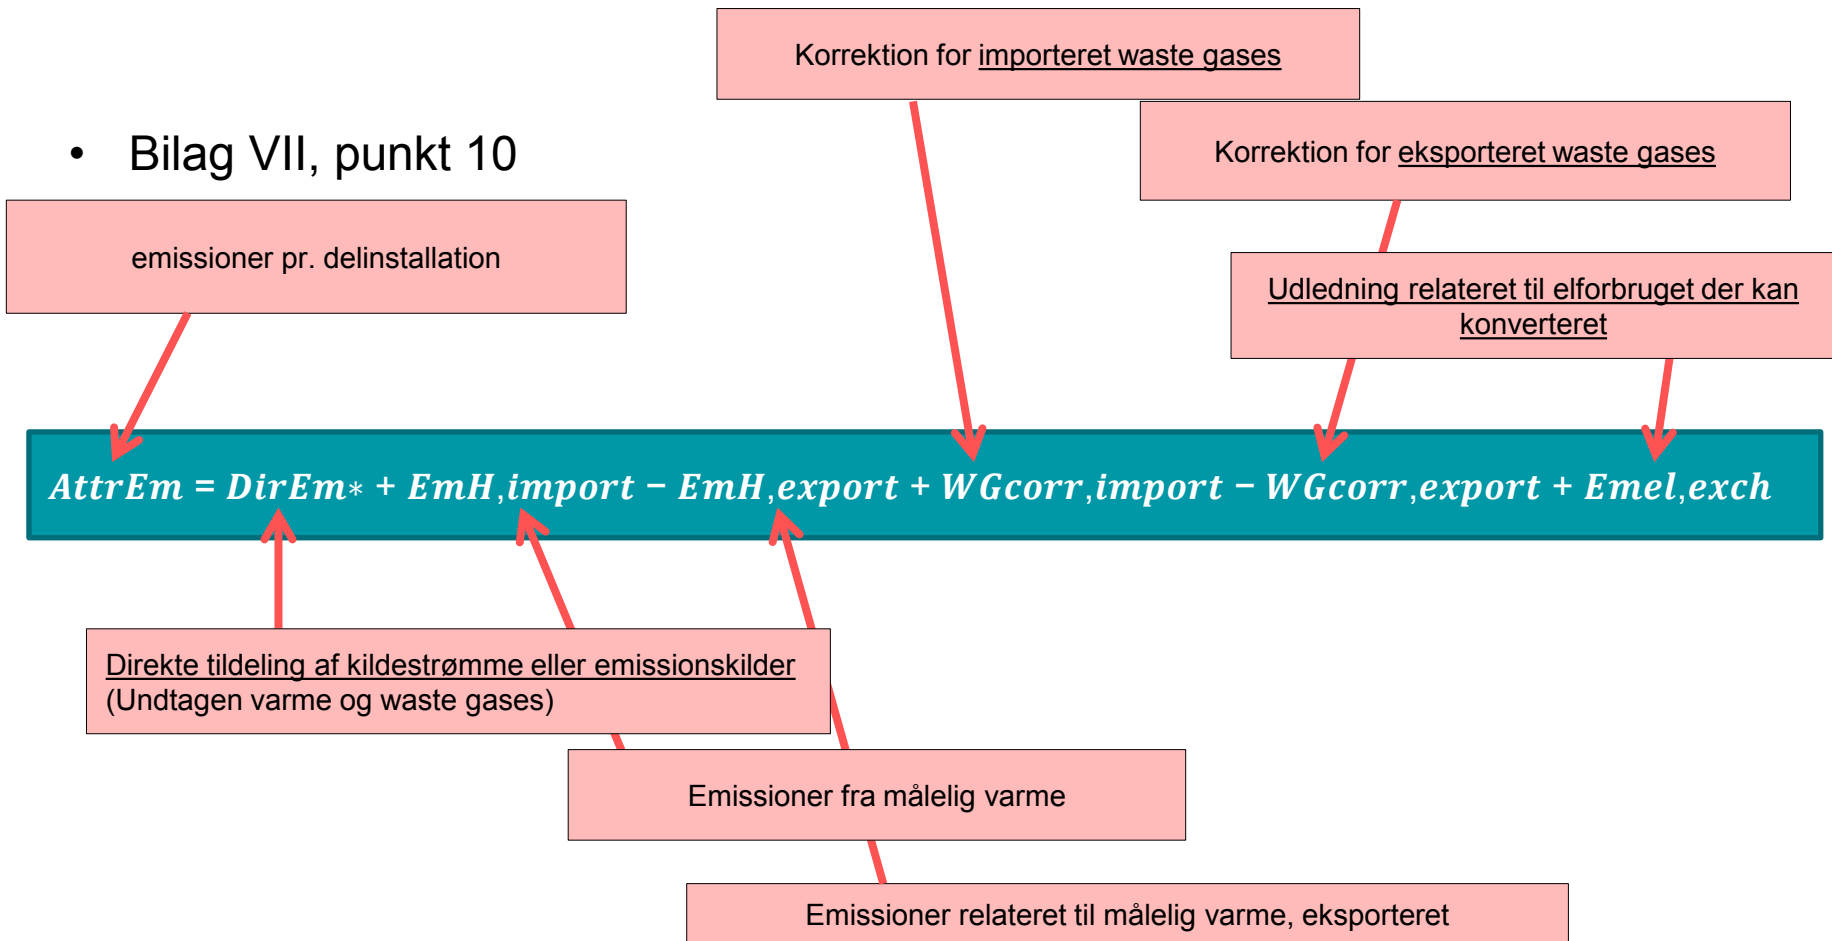 Korrektion for importeret waste gases
Korrektion for eksporteret waste gases
• Bilag VII, punkt 10
emissioner pr. delinstallation
Udledning relateret til elforbruget der kan
konverteret
AttrEm = DirEm* + EmH,import − EmH,export + WGcorr,import − WGcorr,export + Emel,exch
Direkte tildeling af kildestrømme eller emissionskilder
(Undtagen varme og waste gases)
Emissioner fra målelig varme
Emissioner relateret til målelig varme, eksporteret